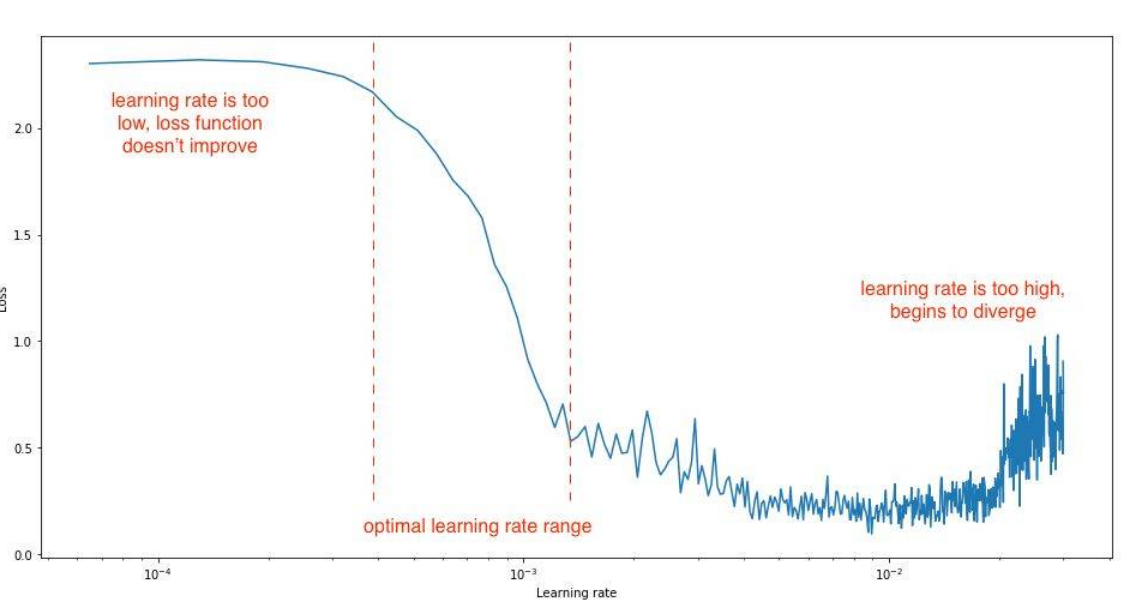 learning rate is too
low, loss function
doesn't improve
learning rate is too high,
begins to diverge
optimal learning rate range
2.0
1.5
1.0
0.5
0.0
Loss
10⁻⁴
10⁻³
10⁻²
Learning rate